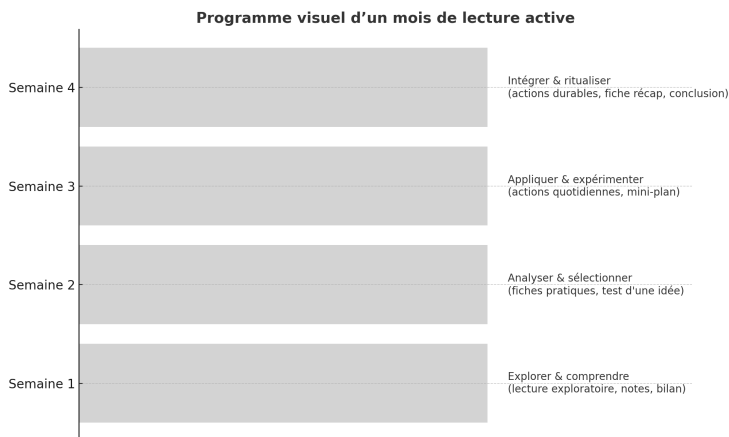 Programme visuel d’un mois de lecture active
Semaine 4
Intégrer & ritualiser
(actions durables, fiche récap, conclusion)
Semaine 3
Appliquer & expérimenter
(actions quotidiennes, mini-plan)
Semaine 2
Analyser & sélectionner
(fiches pratiques, test d'une idée)
Semaine 1
Explorer & comprendre
(lecture exploratoire, notes, bilan)